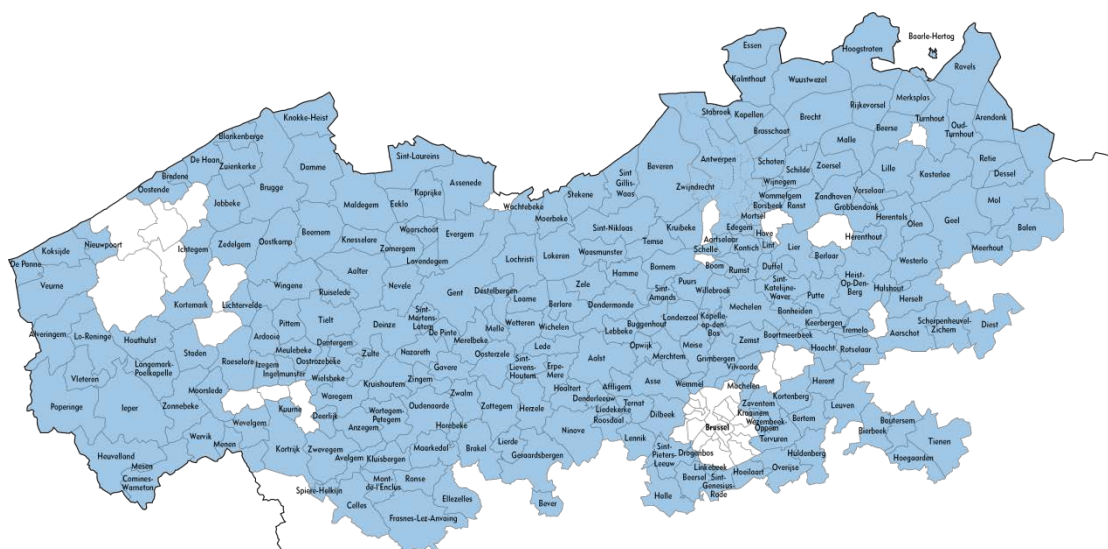 Baarle-Hertog
Essen
Hoogstraten
Ravels
Kalmthout
Wuustwezel
Merksplas
Rijkevorsel
Turnhout
Knokke-Heist
Stabroek
Kapellen
Brecht
Beerse
Oud-
Turnhout
Arendonk
Blankenberge
Brasschaat
Malle
De Haan
Zuienkerke
Damme
Sint-Laureins
Beveren
Antwerpen
Schoten
Schilde
Zoersel
Lille
Kasterlee
Retie
Dessel
Bredene
Oostende
Brugge
Assenede
Kaprijke
Eeklo
Stekene
Sint
Gillis-
Waas
Zwijndrecht
Wijnegem
Wommelgem
Borsbeek
Ranst
Zandhoven
Vorselaar
Grobbendonk
Jabbeke
Maldegem
Wachtebeke
Moerbeke
Mortsel
Edegem
Herentals
Olen
Geel
Mol
Balen
Nieuwpoort
Koksijde
De Panne
Veurne
Ichtegem
Zedelgem
Oostkamp
Beernem
Knesselare
Waarschoot
Zomergem
Evergem
Sint-Niklaas
Kruibeke
Temse
Aartselaar
Hove
Kontich
Lint
Lier
Herenthout
Berlaar
Westerlo
Meerhout
Schelle
Boom
Rumst
Duffel
Lovendegem
Lochristi
Lokeren
Waasmunster
Hamme
Bornem
Aalter
Nevele
Gent
Destelbergen
Zele
Sint-
Amands
Puurs
Willebroek
Sint-
Katelijne-
Waver
Putte
Heist-
Op-Den-
Berg
Hulshout
Herselt
Kortemark
Lichtervelde
Wingene
Ruiselede
Laarne
Berlare
Dendermonde
Mechelen
Bonheiden
Alveringem
Lo-Reninge
Houthulst
Ardooie
Pittem
Tielt
Deinze
Sint-
Martens-
Latem
De Pinte
Melle
Merelbeke
Wetteren
Wichelen
Lebbeke
Buggenhout
Londerzeel
Kapelle-
op-den-
Bos
Zemst
Boortmeerbeek
Keerbergen
Tremelo
Aarschot
Scherpenheuvel-
Zichem
Diest
Langemark-
Poelkapelle
Staden
Roeselare
Meulebeke
Izegem
Ingelmunster
Oostrozebeke
Dentergem
Wielsbeke
Zulte
Nazareth
Oosterzele
Lede
Opwijk
Merchtem
Meise
Grimbergen
Vilvoorde
Haacht
Rotselaar
Vleteren
Moorslede
Gavere
Sint-
Lievens-
Houtem
Erpe-
Mere
Aalst
Poperinge
Ieper
Zonnebeke
Kuurne
Deerlijk
Waregem
Kruishoutem
Zingem
Zwalm
Haaltert
Denderleeuw
Affligem
Liedekerke
Roosdaal
Ternat
Asse
Wemmel
Machelen
Zaventem
Kraainem
Wezembeek-
Oppem
Tervuren
Kortenberg
Herent
Leuven
Bertem
Bierbeek
Boutersem
Tienen
Hoegaarden
Wervik
Menen
Wevelgem
Kortrijk
Zwevegem
Anzegem
Wortegem-
Petegem
Oudenaarde
Horebeke
Zottegem
Herzele
Ninove
Dilbeek
Brussel
Lennik
Sint-
Pieters-
Leeuw
Drogenbos
Linkebeek
Beersel
Sint-
Genesius-
Rode
Hoeilaart
Overijse
Huldenberg
Heuvelland
Mesen
Comines-
Warneton
Avelgem
Kluisbergen
Maarkedal
Brakel
Lierde
Geraardsbergen
Spiere-Helkijn
Mont-
de-l'Enclus
Ronse
Celles
Ellezelles
Frasnes-Lez-Anvaing
Bever
Halle